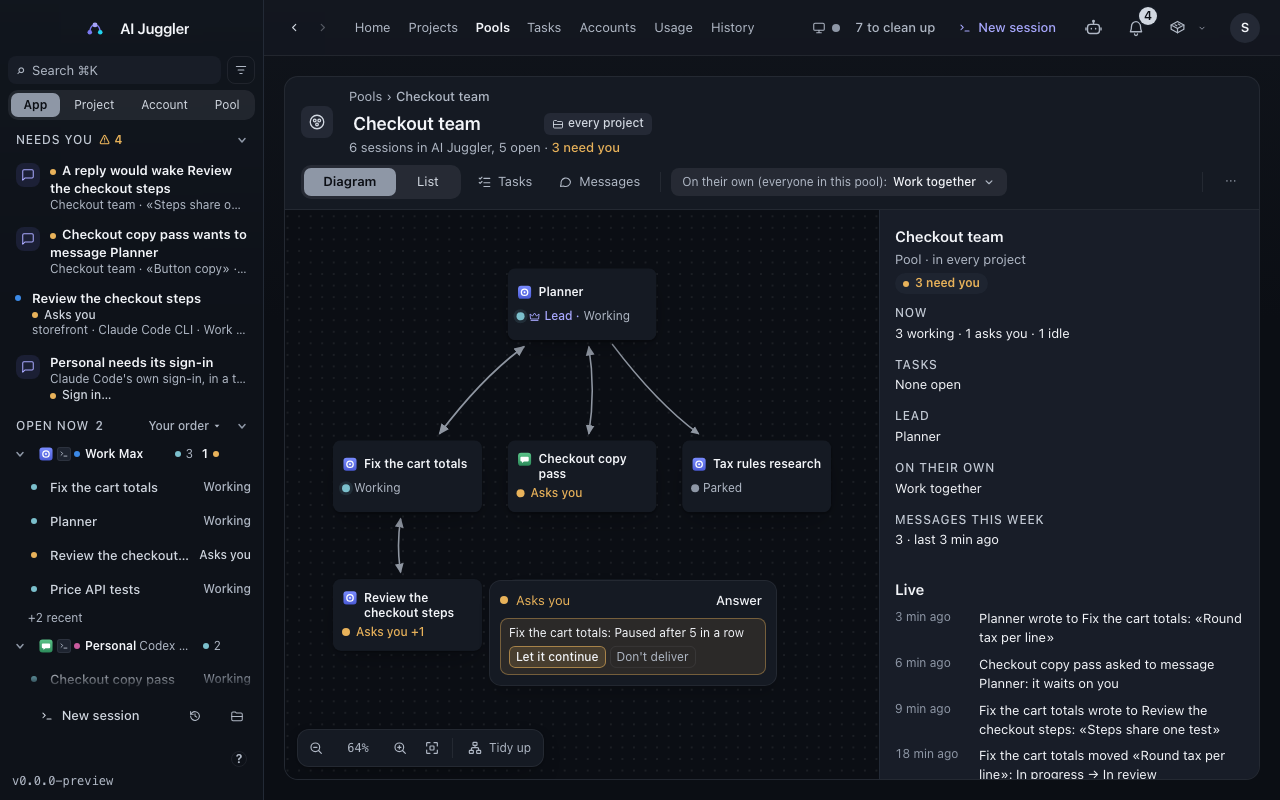 AI Juggler
Home Projects Pools Tasks Accounts Usage History
7 to clean up
New session
4
S
Search ⌘K
App Project Account Pool
NEEDS YOU 4
A reply would wake Review the checkout steps
Checkout team · «Steps share o…
Checkout copy pass wants to message Planner
Checkout team · «Button copy» ·…
Review the checkout steps
Asks you
storefront · Claude Code CLI · Work …
Personal needs its sign-in
Claude Code's own sign-in, in a t…
Sign in…
OPEN NOW 2 Your order
Work Max 3 1
Fix the cart totals Working
Planner Working
Review the checkout… Asks you
Price API tests Working
+2 recent
Personal Codex … 2
Checkout copy pass Working
New session
?
v0.0.0-preview
Pools › Checkout team
Checkout team
every project
6 sessions in AI Juggler, 5 open · 3 need you
Diagram List Tasks Messages
On their own (everyone in this pool): Work together
…
Planner
Lead · Working
Fix the cart totals
Working
Checkout copy
pass
Asks you
Tax rules research
Parked
Review the
checkout steps
Asks you +1
Asks you Answer
Fix the cart totals: Paused after 5 in a row
Let it continue Don't deliver
64%
Tidy up
Checkout team
Pool · in every project
3 need you
NOW
3 working · 1 asks you · 1 idle
TASKS
None open
LEAD
Planner
ON THEIR OWN
Work together
MESSAGES THIS WEEK
3 · last 3 min ago
Live
3 min ago Planner wrote to Fix the cart totals: «Round
tax per line»
6 min ago Checkout copy pass asked to message
Planner: it waits on you
9 min ago Fix the cart totals wrote to Review the
checkout steps: «Steps share one test»
18 min ago Fix the cart totals moved «Round tax per
line»: In progress → In review